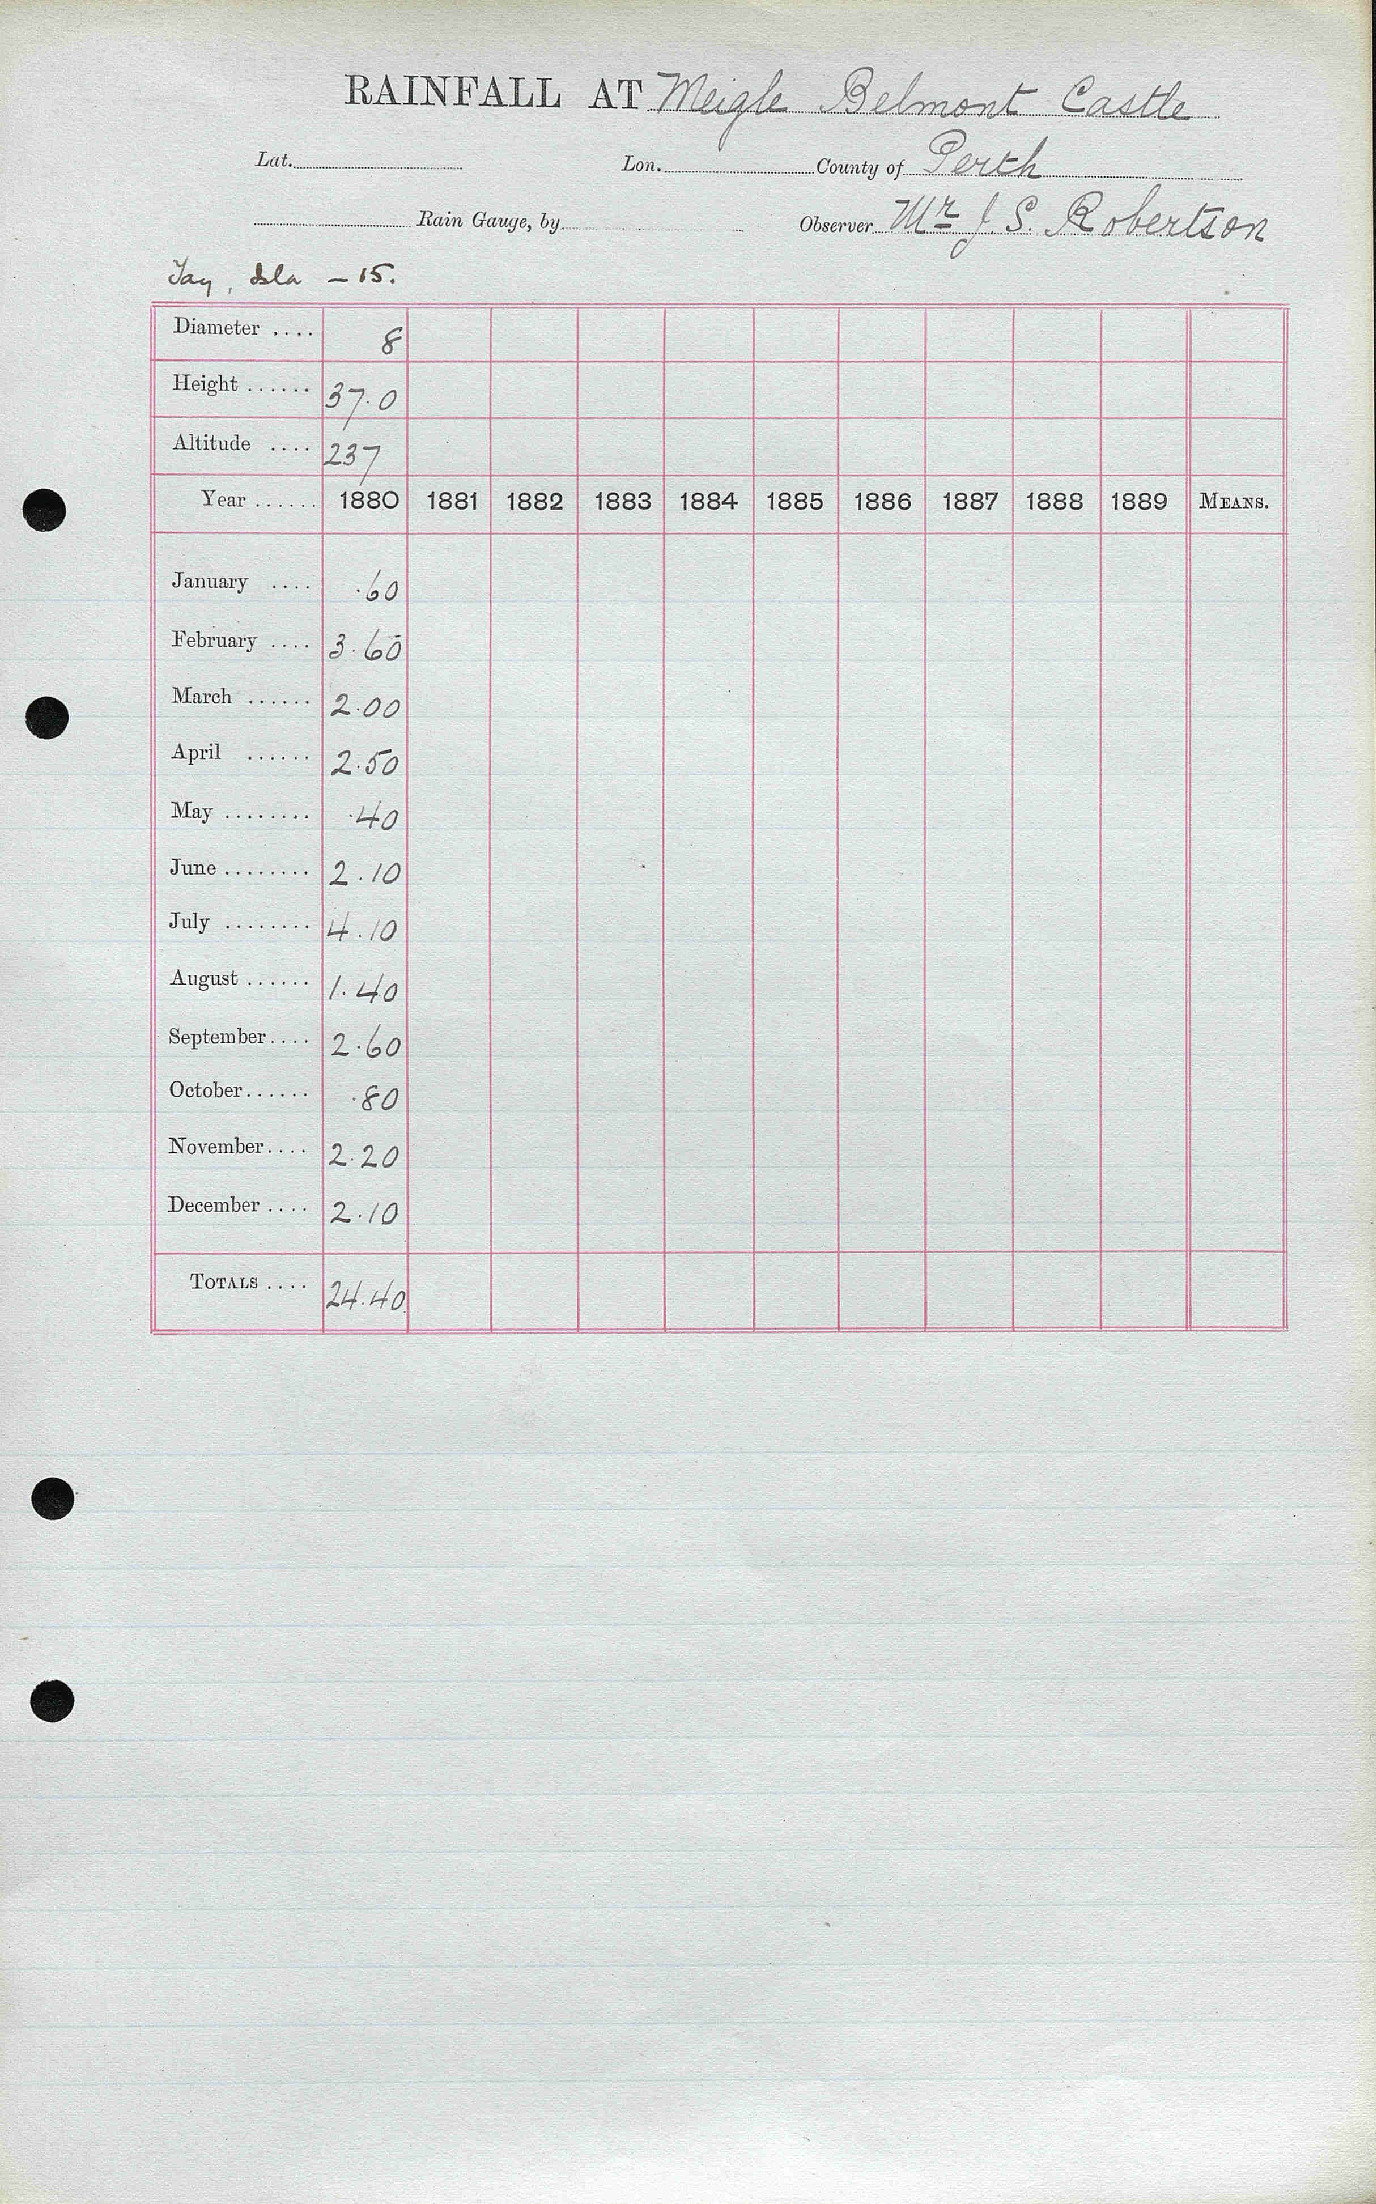 RAINFALL AT Meigle Belmont Castle
Lat. Lon. County of Perth
Rain Gauge, by Observer Mr J S. Robertson
Tay, Isla - 15.
Diameter .... 8
Height ...... 37.0
Altitude .... 237
Year ...... 1880 1881 1882 1883 1884 1885 1886 1887 1888 1889 MEANS.
January .... .60
February .... 3.60
March ...... 2.00
April ...... 2.50
May ........ .40
June ........ 2.10
July ........ 4.10
August ...... 1.40
September .... 2.60
October ...... .80
November .... 2.20
December .... 2.10
TOTALS .... 24.40